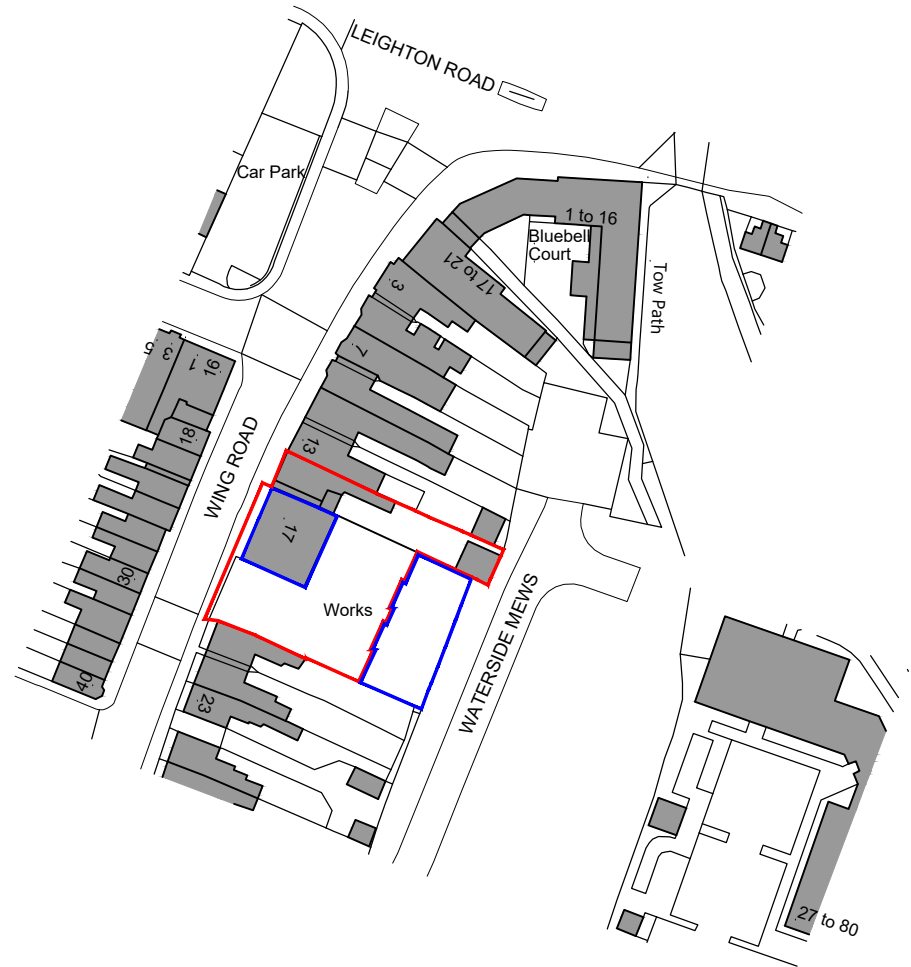 LEIGHTON ROAD
Car Park
1 to 16
Bluebell
Court
17 to 21
Tow Path
3
7
5
3
1
16
18
13
WING ROAD
17
30
Works
WATERSIDE MEWS
40
23
27 to 80